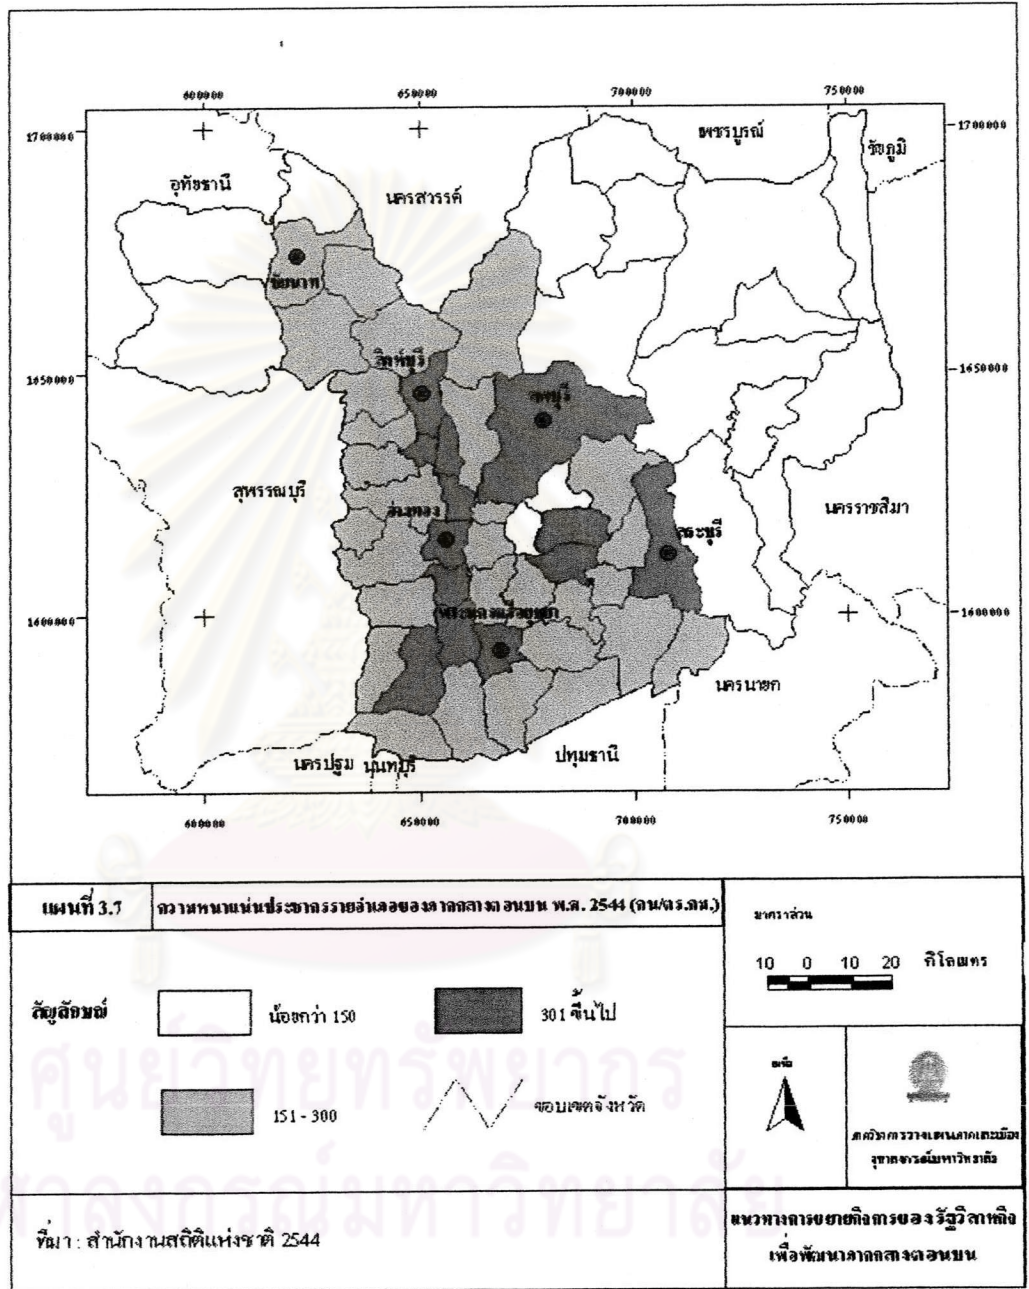 600000 650000 700000 750000
1700000 1700000
เพชรบูรณ์
ชัยภูมิ
อุทัยธานี
นครสวรรค์
ชัยนาท
สิงห์บุรี
1650000 1650000
ลพบุรี
สุพรรณบุรี
อ่างทอง
นครราชสีมา
สระบุรี
พระนครศรีอยุธยา
1600000 1600000
นครนายก
ปทุมธานี
นครปฐม นนทบุรี
600000 650000 700000 750000
แผนที่ 3.7
ความหนาแน่นประชากรรายอำเภอของภาคกลางตอนบน พ.ศ. 2544 (คน/ตร.กม.)
มาตราส่วน
10 0 10 20 กิโลเมตร
สัญลักษณ์
น้อยกว่า 150
301 ขึ้นไป
151 - 300
ขอบเขตจังหวัด
เหนือ
ภาควิชาการวางแผนภาคและเมือง
จุฬาลงกรณ์มหาวิทยาลัย
ศูนย์วิทยทรัพยากร
จุฬาลงกรณ์มหาวิทยาลัย
ที่มา : สำนักงานสถิติแห่งชาติ 2544
แนวทางการขยายกิจการของรัฐวิสาหกิจ
เพื่อพัฒนาภาคกลางตอนบน